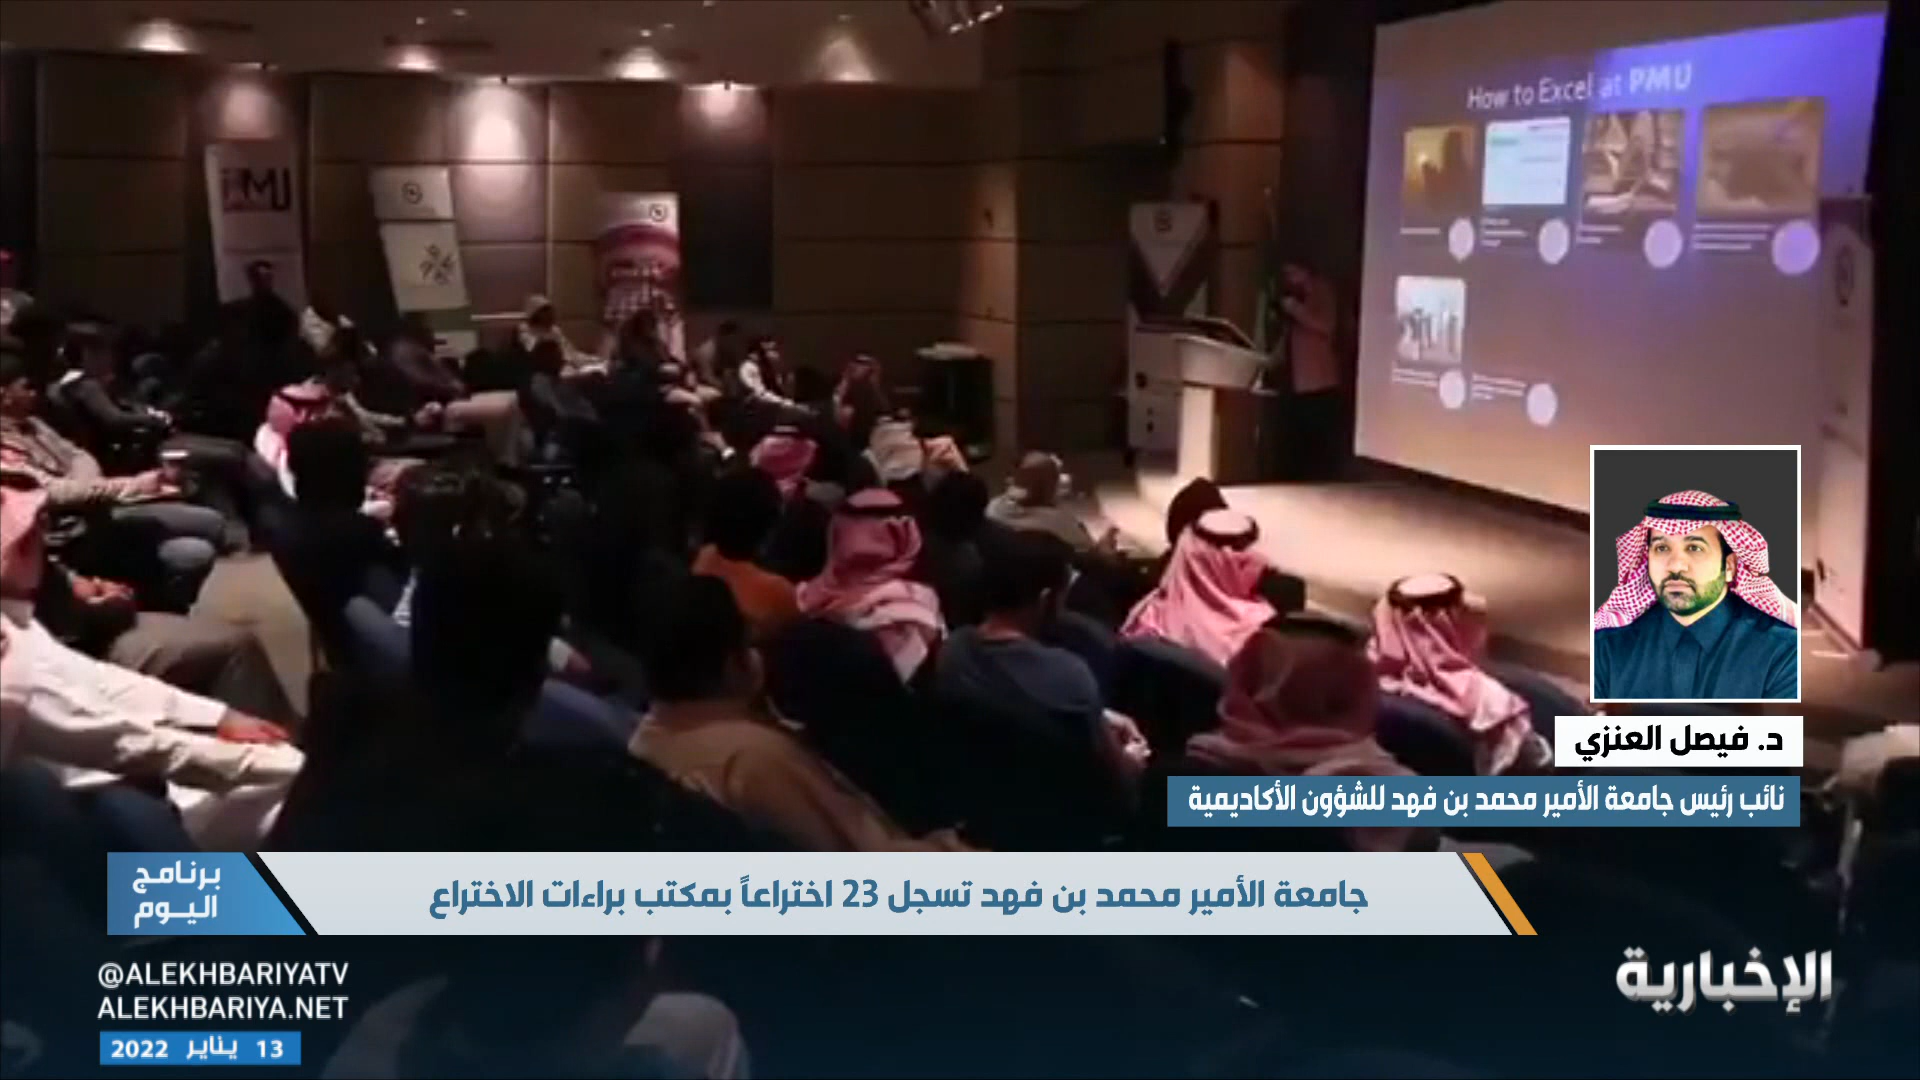 How to Excel at PMU
PMU
د. فيصل العنزي
نائب رئيس جامعة الأمير محمد بن فهد للشؤون الأكاديمية
جامعة الأمير محمد بن فهد تسجل 23 اختراعاً بمكتب براءات الاختراع
برنامج
اليوم
@ALEKHBARIYATV
ALEKHBARIYA.NET
13 يناير 2022
الإخبارية